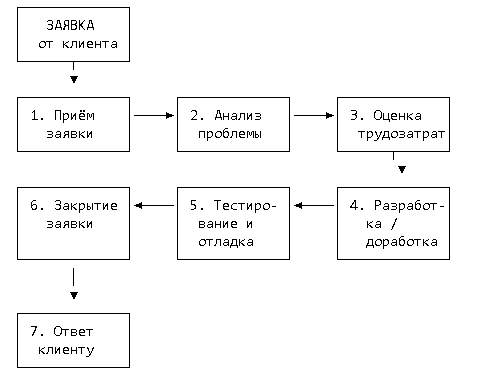 ЗАЯВКА
от клиента
1. Приём
заявки
2. Анализ
проблемы
3. Оценка
трудозатрат
4. Разработ-
ка /
доработка
5. Тестиро-
вание и
отладка
6. Закрытие
заявки
7. Ответ
клиенту